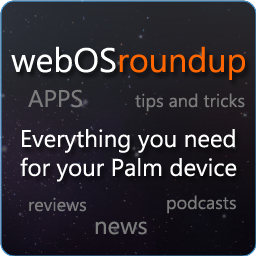 webOSroundup
APPS
tips and tricks
Everything you need
for your Palm device
reviews
podcasts
news